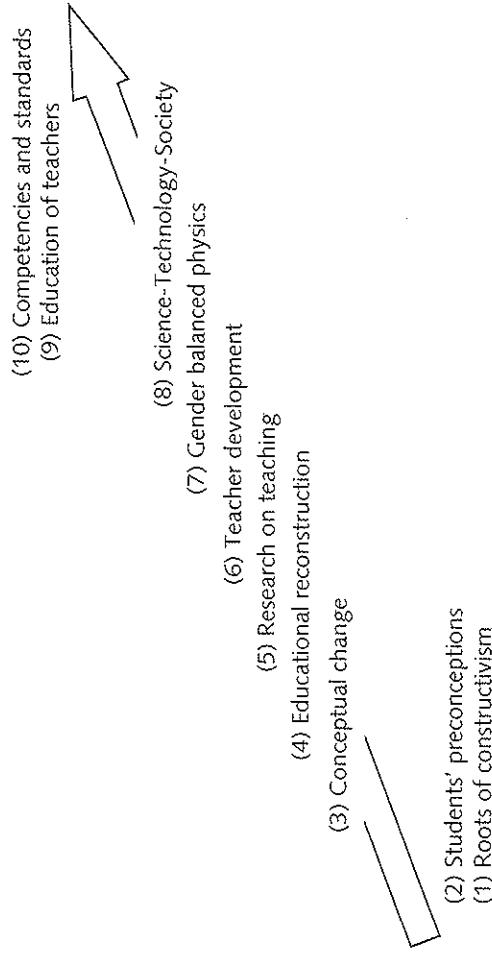 (10) Competencies and standards
(9) Education of teachers
(8) Science-Technology-Society
(7) Gender balanced physics
(6) Teacher development
(5) Research on teaching
(4) Educational reconstruction
(3) Conceptual change
(2) Students' preconceptions
(1) Roots of constructivism